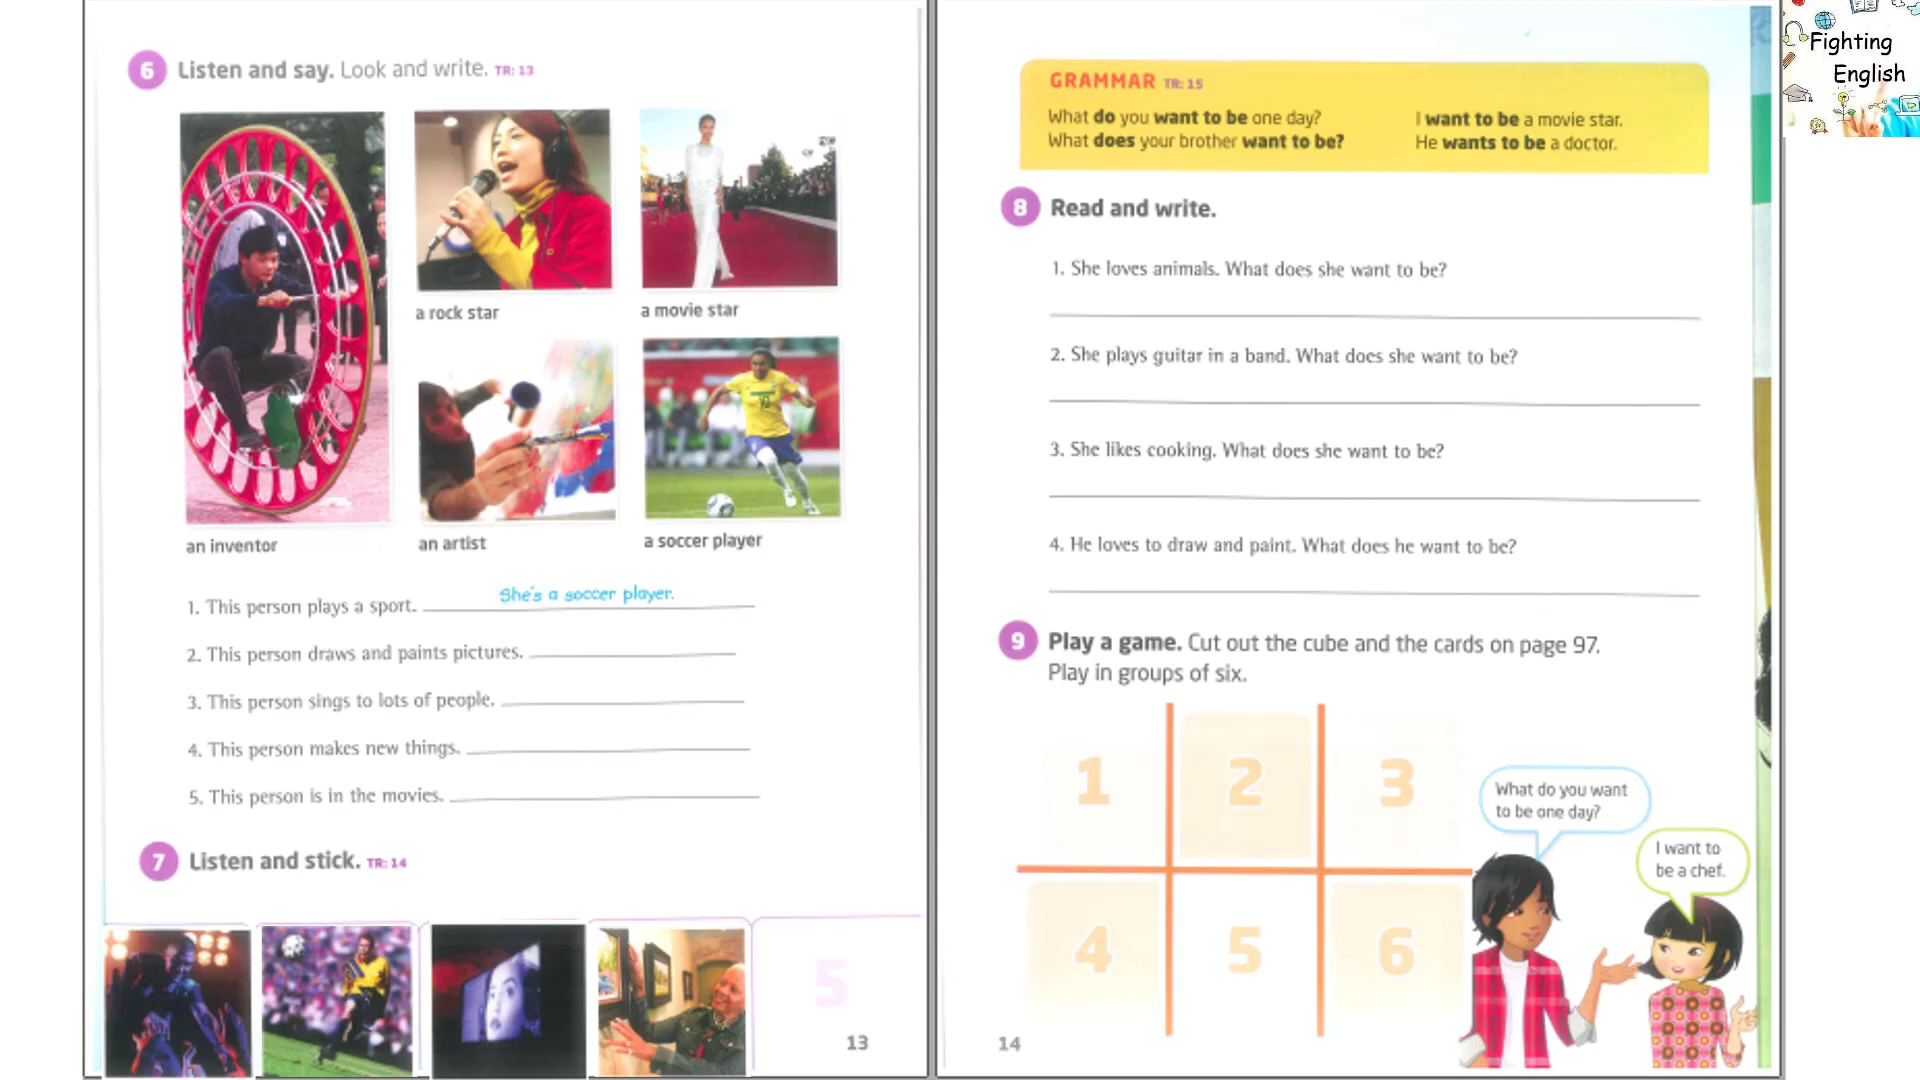 6 Listen and say. Look and write. TR: 13
a rock star
a movie star
an inventor
an artist
a soccer player
1. This person plays a sport. She's a soccer player.
2. This person draws and paints pictures.
3. This person sings to lots of people.
4. This person makes new things.
5. This person is in the movies.
7 Listen and stick. TR: 14
5
13
GRAMMAR TR: 15
What do you want to be one day? I want to be a movie star.
What does your brother want to be? He wants to be a doctor.
8 Read and write.
1. She loves animals. What does she want to be?
2. She plays guitar in a band. What does she want to be?
3. She likes cooking. What does she want to be?
4. He loves to draw and paint. What does he want to be?
9 Play a game. Cut out the cube and the cards on page 97.
Play in groups of six.
1 2 3
4 5 6
What do you want
to be one day?
I want to
be a chef.
14
Fighting
English